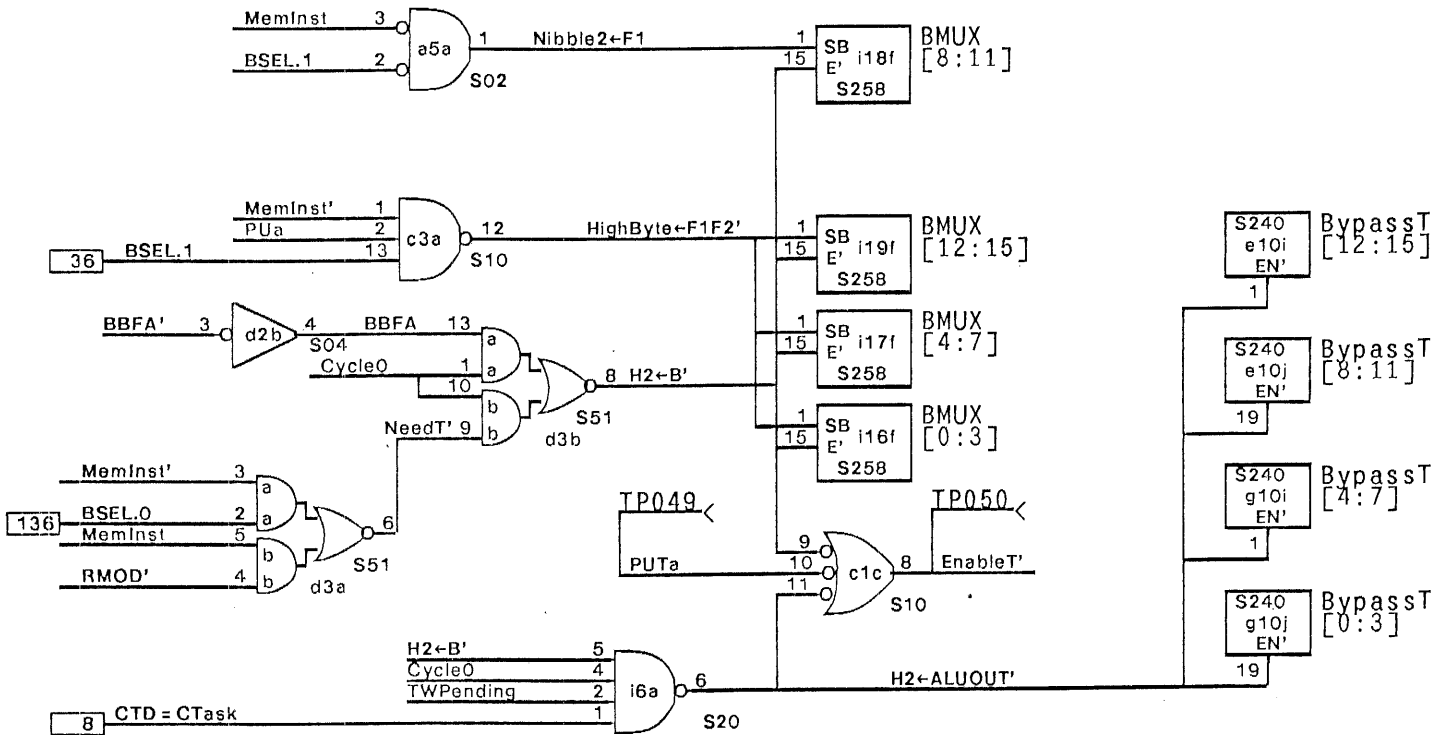 MemInst 3
BSEL.1 2
a5a
1 Nibble2←F1
S02
1 SB i18f
15 E'
S258
BMUX
[8:11]
MemInst' 1
PUa 2
36 BSEL.1 13
c3a
12 HighByte←F1F2'
S10
1 SB i19f
15 E'
S258
BMUX
[12:15]
S240
e10i
EN'
1
BypassT
[12:15]
BBFA' 3
d2b
4 BBFA 13
S04
Cycle0 1
10
a
a
b
b
8 H2←B'
S51
d3b
NeedT' 9
1 SB i17f
15 E'
S258
BMUX
[4:7]
S240
e10j
EN'
19
BypassT
[8:11]
1 SB i16f
15 E'
S258
BMUX
[0:3]
MemInst' 3
136 BSEL.0 2
MemInst 5
RMOD' 4
a
a
b
b
6
S51
d3a
TP049
TP050
S240
g10i
EN'
1
BypassT
[4:7]
9
PUTa 10
11
c1c
8 EnableT'
S10
S240
g10j
EN'
19
BypassT
[0:3]
H2←B' 5
Cycle0 4
TWPending 2
8 CTD = CTask 1
i6a
6
S20
H2←ALUOUT'